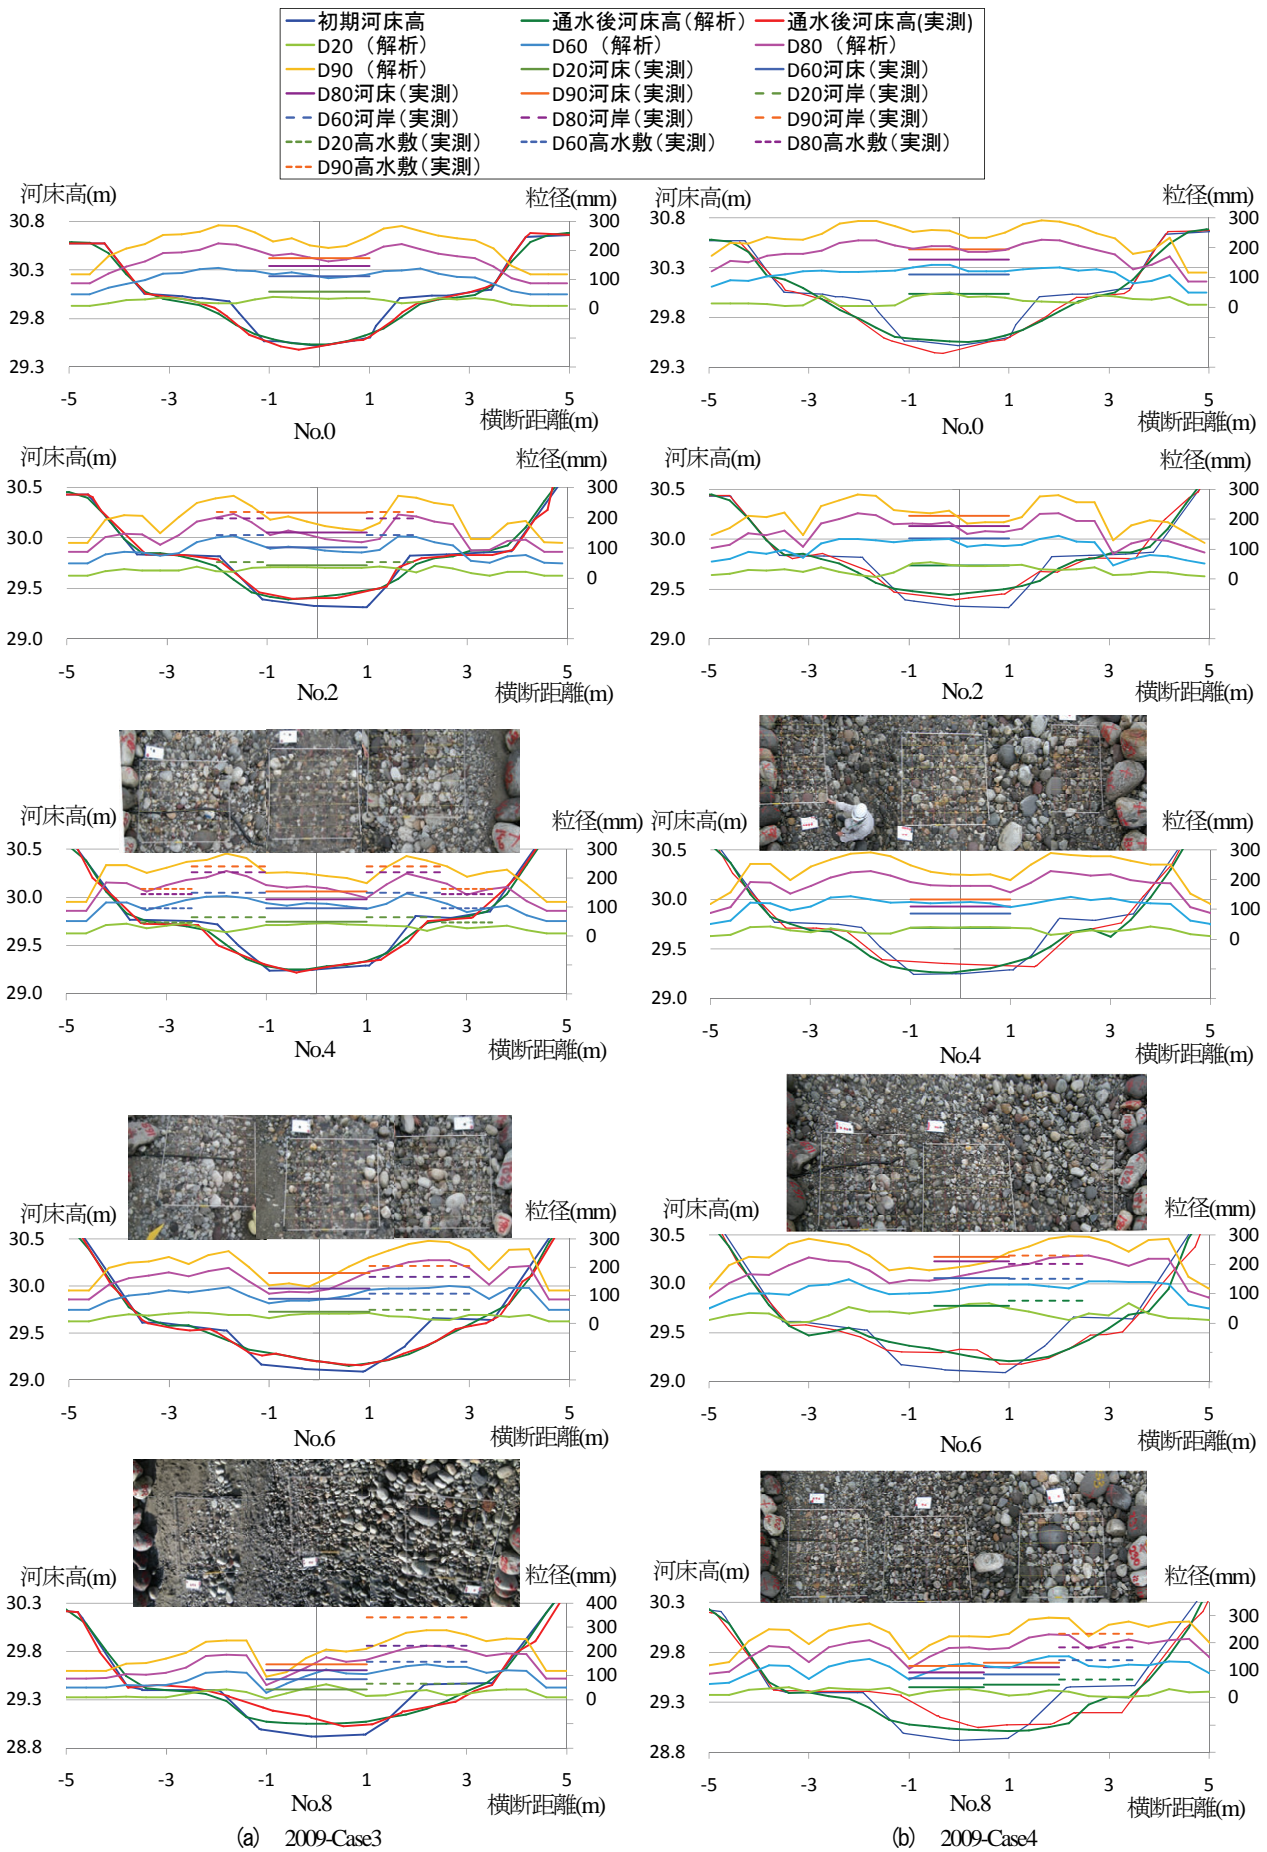 初期河床高 通水後河床高(解析) 通水後河床高(実測)
D20（解析） D60（解析） D80（解析）
D90（解析） D20河床(実測) D60河床(実測)
D80河床(実測) D90河床(実測) D20河岸(実測)
D60河岸(実測) D80河岸(実測) D90河岸(実測)
D20高水敷(実測) D60高水敷(実測) D80高水敷(実測)
D90高水敷(実測)
河床高(m) 粒径(mm)
30.8 300
200
30.3 100
0
29.8
29.3
-5 -3 -1 1 3 5
No.0 横断距離(m)
河床高(m) 粒径(mm)
30.8 300
200
30.3 100
0
29.8
29.3
-5 -3 -1 1 3 5
No.0 横断距離(m)
河床高(m) 粒径(mm)
30.5 300
200
30.0 100
0
29.5
29.0
-5 -3 -1 1 3 5
No.2 横断距離(m)
河床高(m) 粒径(mm)
30.5 300
200
30.0 100
0
29.5
29.0
-5 -3 -1 1 3 5
No.2 横断距離(m)
河床高(m) 粒径(mm)
30.5 300
200
30.0 100
0
29.5
29.0
-5 -3 -1 1 3 5
No.4 横断距離(m)
河床高(m) 粒径(mm)
30.5 300
200
30.0 100
0
29.5
29.0
-5 -3 -1 1 3 5
No.4 横断距離(m)
河床高(m) 粒径(mm)
30.5 300
200
30.0 100
0
29.5
29.0
-5 -3 -1 1 3 5
No.6 横断距離(m)
河床高(m) 粒径(mm)
30.5 300
200
30.0 100
0
29.5
29.0
-5 -3 -1 1 3 5
No.6 横断距離(m)
河床高(m) 粒径(mm)
30.3 400
300
29.8 200
100
29.3 0
28.8
-5 -3 -1 1 3 5
No.8 横断距離(m)
河床高(m) 粒径(mm)
30.3 300
200
29.8 100
0
29.3
28.8
-5 -3 -1 1 3 5
No.8 横断距離(m)
(a) 2009-Case3
(b) 2009-Case4